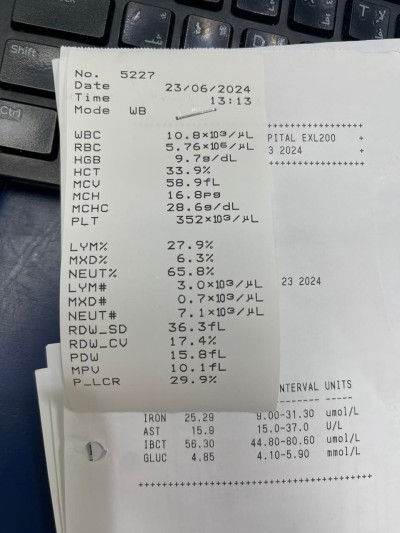 Shift
Ctrl
No. 5227
Date 23/06/2024
Time 13:13
Mode WB
WBC 10.8×10³/μL
RBC 5.76×10⁶/μL
HGB 9.7g/dL
HCT 33.9%
MCV 58.9fL
MCH 16.8pg
MCHC 28.6g/dL
PLT 352×10³/μL
LYM% 27.9%
MXD% 6.3%
NEUT% 65.8%
LYM# 3.0×10³/μL
MXD# 0.7×10³/μL
NEUT# 7.1×10³/μL
RDW_SD 36.3fL
RDW_CV 17.4%
PDW 15.8fL
MPV 10.1fL
P_LCR 29.9%
++++++++++++++++++
PITAL EXL200 +
3 2024 +
++++++++++++++++++
23 2024
NTERVAL UNITS
IRON 25.29 9.00-31.30 umol/L
AST 15.9 15.0-37.0 U/L
IBCT 56.30 44.80-80.60 umol/L
GLUC 4.85 4.10-5.90 mmol/L
++++++++++++++++++++++++++++++++++++++++